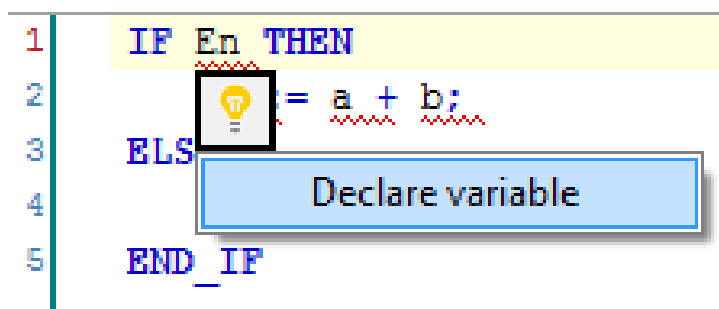 1 IF En THEN
2 := a + b;
3 ELS
Declare variable
4
5 END_IF